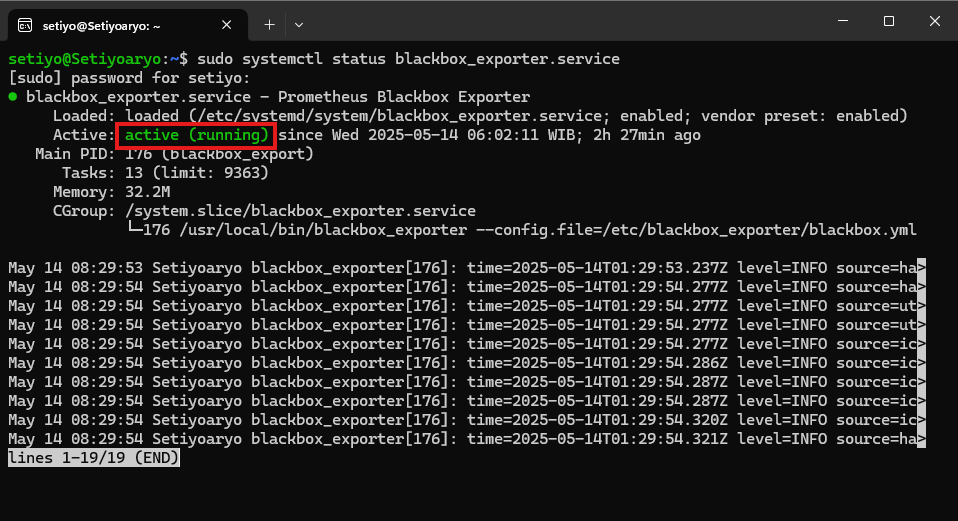 setiyo@Setiyoaryo: ~
setiyo@Setiyoaryo:~$ sudo systemctl status blackbox_exporter.service
[sudo] password for setiyo:
● blackbox_exporter.service - Prometheus Blackbox Exporter
Loaded: loaded (/etc/systemd/system/blackbox_exporter.service; enabled; vendor preset: enabled)
Active: active (running) since Wed 2025-05-14 06:02:11 WIB; 2h 27min ago
Main PID: 176 (blackbox_export)
Tasks: 13 (limit: 9363)
Memory: 32.2M
CGroup: /system.slice/blackbox_exporter.service
└─176 /usr/local/bin/blackbox_exporter --config.file=/etc/blackbox_exporter/blackbox.yml
May 14 08:29:53 Setiyoaryo blackbox_exporter[176]: time=2025-05-14T01:29:53.237Z level=INFO source=ha>
May 14 08:29:54 Setiyoaryo blackbox_exporter[176]: time=2025-05-14T01:29:54.277Z level=INFO source=ha>
May 14 08:29:54 Setiyoaryo blackbox_exporter[176]: time=2025-05-14T01:29:54.277Z level=INFO source=ut>
May 14 08:29:54 Setiyoaryo blackbox_exporter[176]: time=2025-05-14T01:29:54.277Z level=INFO source=ut>
May 14 08:29:54 Setiyoaryo blackbox_exporter[176]: time=2025-05-14T01:29:54.277Z level=INFO source=ic>
May 14 08:29:54 Setiyoaryo blackbox_exporter[176]: time=2025-05-14T01:29:54.286Z level=INFO source=ic>
May 14 08:29:54 Setiyoaryo blackbox_exporter[176]: time=2025-05-14T01:29:54.287Z level=INFO source=ic>
May 14 08:29:54 Setiyoaryo blackbox_exporter[176]: time=2025-05-14T01:29:54.287Z level=INFO source=ic>
May 14 08:29:54 Setiyoaryo blackbox_exporter[176]: time=2025-05-14T01:29:54.320Z level=INFO source=ic>
May 14 08:29:54 Setiyoaryo blackbox_exporter[176]: time=2025-05-14T01:29:54.321Z level=INFO source=ha>
lines 1-19/19 (END)